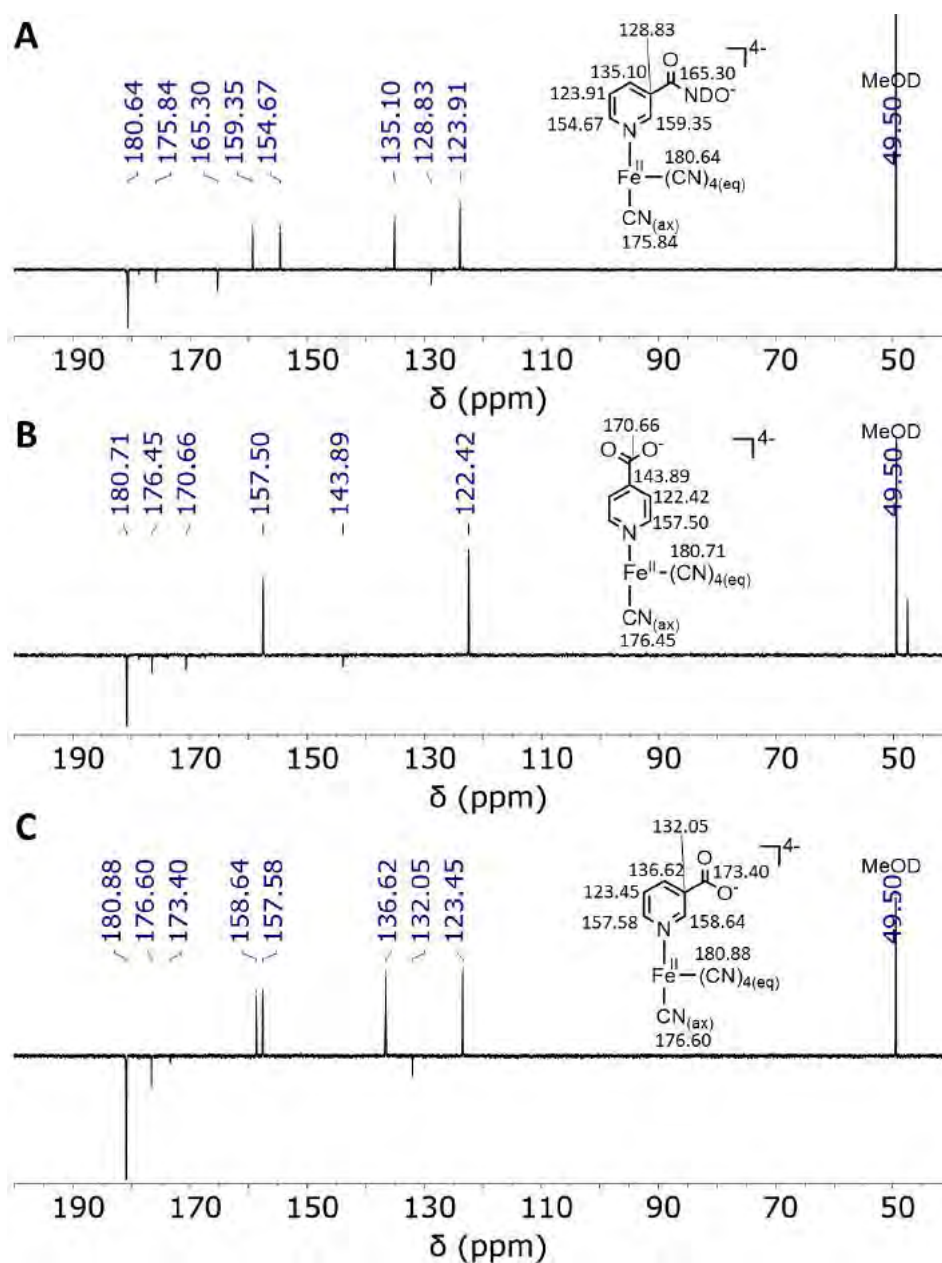 A
180.64
175.84
165.30
159.35
154.67
135.10
128.83
123.91
128.83
135.10
O
165.30
123.91
NDO⁻
154.67
159.35
N
180.64
Fe^II
(CN)4(eq)
CN(ax)
175.84
4-
MeOD
49.50
190 170 150 130 110 90 70 50
δ (ppm)
B
180.71
176.45
170.66
157.50
143.89
122.42
170.66
O O⁻
143.89
122.42
157.50
N
180.71
Fe^II
(CN)4(eq)
CN(ax)
176.45
4-
MeOD
49.50
190 170 150 130 110 90 70 50
δ (ppm)
C
180.88
176.60
173.40
158.64
157.58
136.62
132.05
123.45
132.05
136.62
O
173.40
123.45
O⁻
157.58
158.64
N
180.88
Fe^II
(CN)4(eq)
CN(ax)
176.60
4-
MeOD
49.50
190 170 150 130 110 90 70 50
δ (ppm)